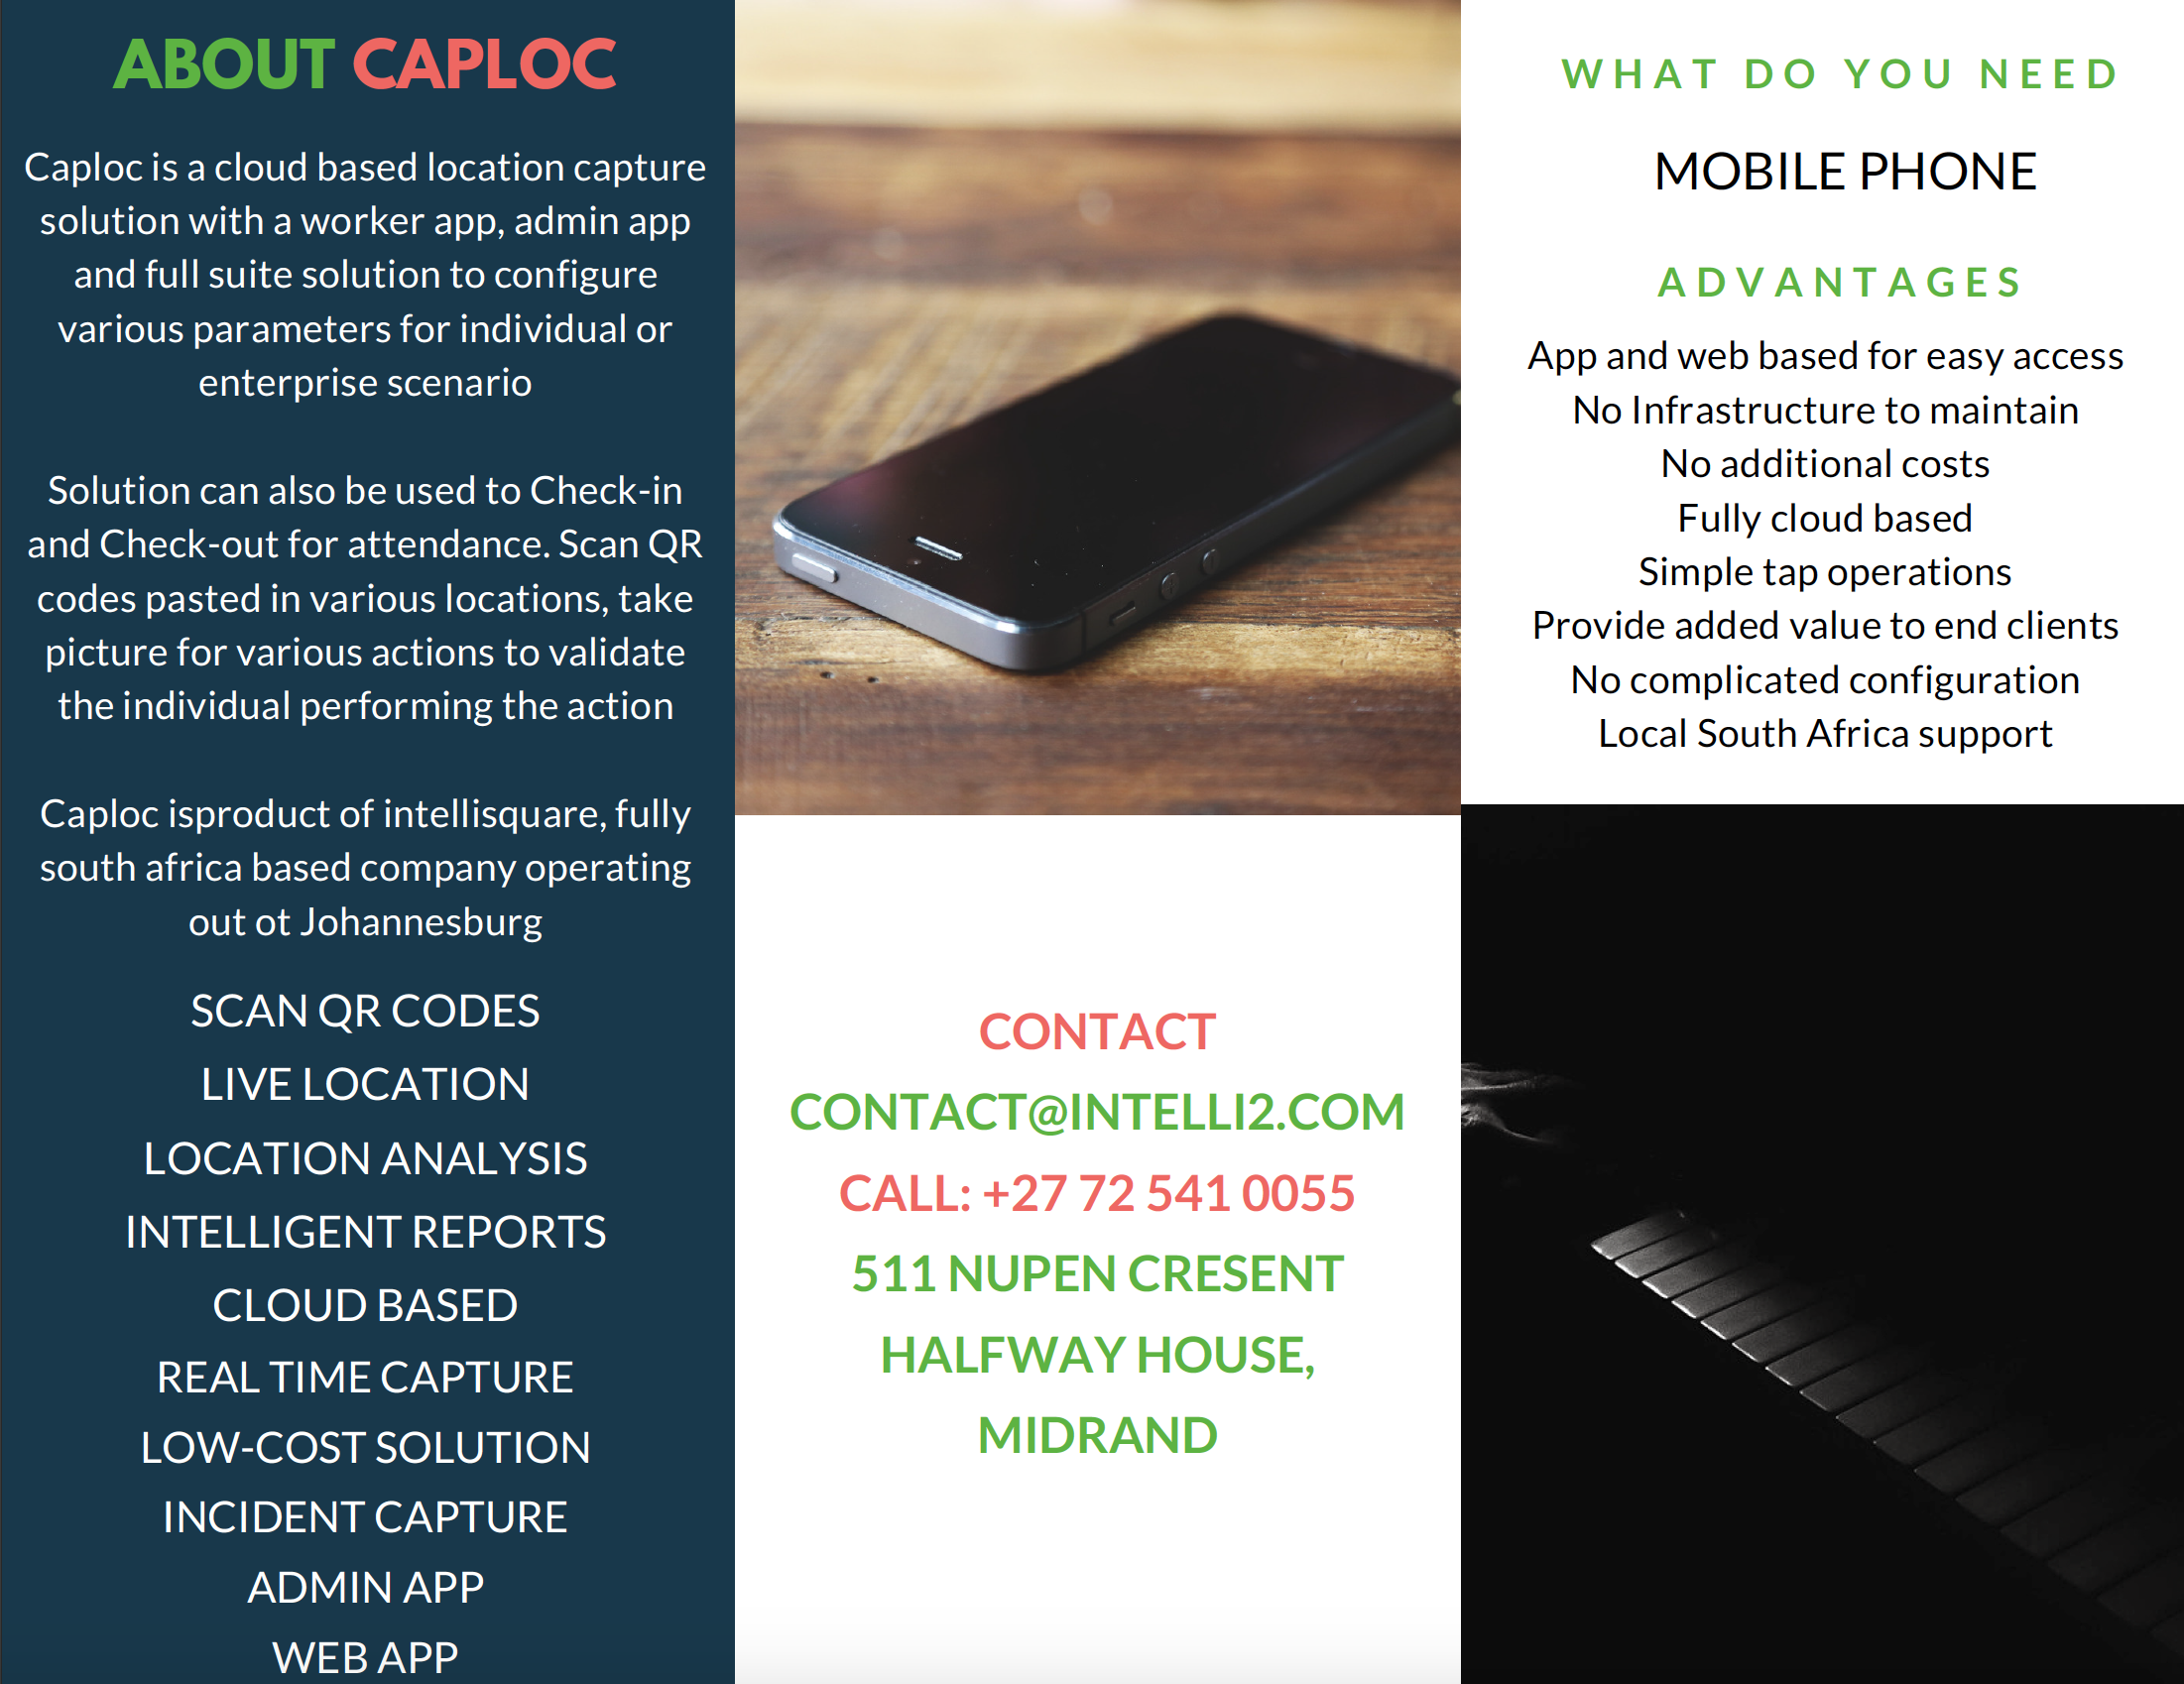 ABOUT CAPLOC
Caploc is a cloud based location capture
solution with a worker app, admin app
and full suite solution to configure
various parameters for individual or
enterprise scenario
Solution can also be used to Check-in
and Check-out for attendance. Scan QR
codes pasted in various locations, take
picture for various actions to validate
the individual performing the action
Caploc isproduct of intellisquare, fully
south africa based company operating
out ot Johannesburg
SCAN QR CODES
LIVE LOCATION
LOCATION ANALYSIS
INTELLIGENT REPORTS
CLOUD BASED
REAL TIME CAPTURE
LOW-COST SOLUTION
INCIDENT CAPTURE
ADMIN APP
WEB APP
CONTACT
CONTACT@INTELLI2.COM
CALL: +27 72 541 0055
511 NUPEN CRESENT
HALFWAY HOUSE,
MIDRAND
WHAT DO YOU NEED
MOBILE PHONE
ADVANTAGES
App and web based for easy access
No Infrastructure to maintain
No additional costs
Fully cloud based
Simple tap operations
Provide added value to end clients
No complicated configuration
Local South Africa support